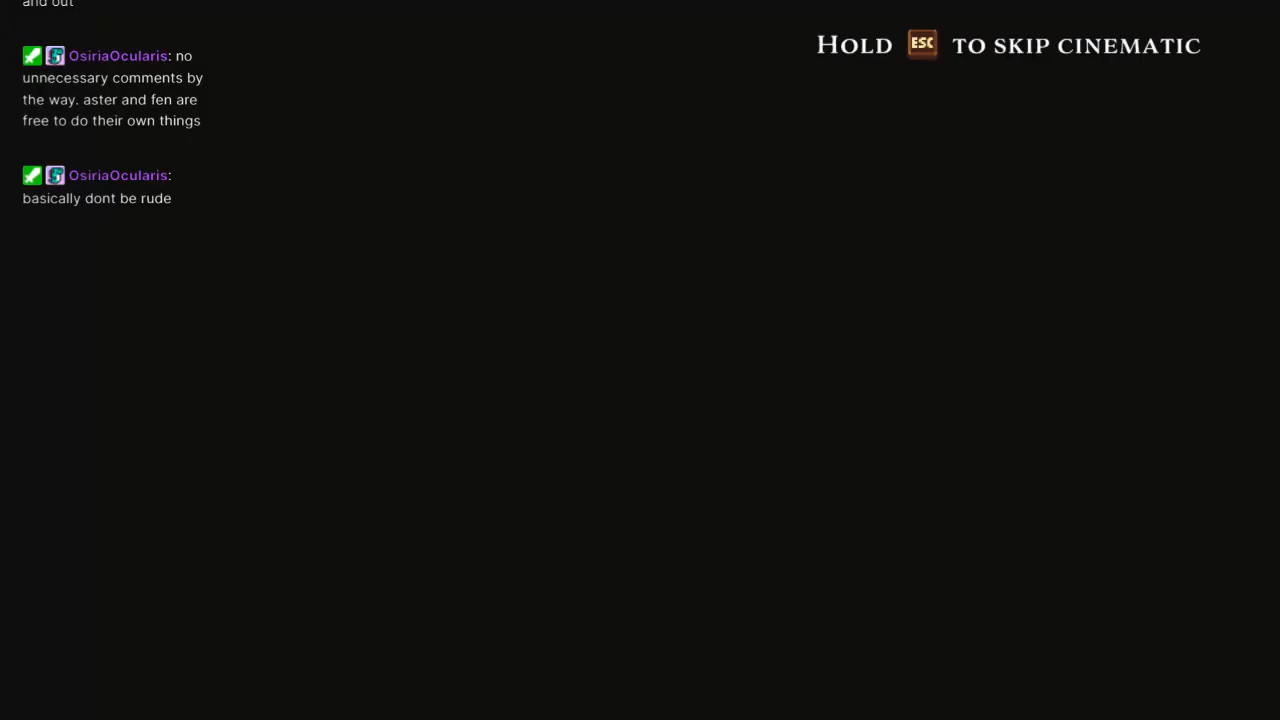 and out
HOLD ESC TO SKIP CINEMATIC
OsiriaOcularis: no
unnecessary comments by
the way. aster and fen are
free to do their own things
OsiriaOcularis:
basically dont be rude